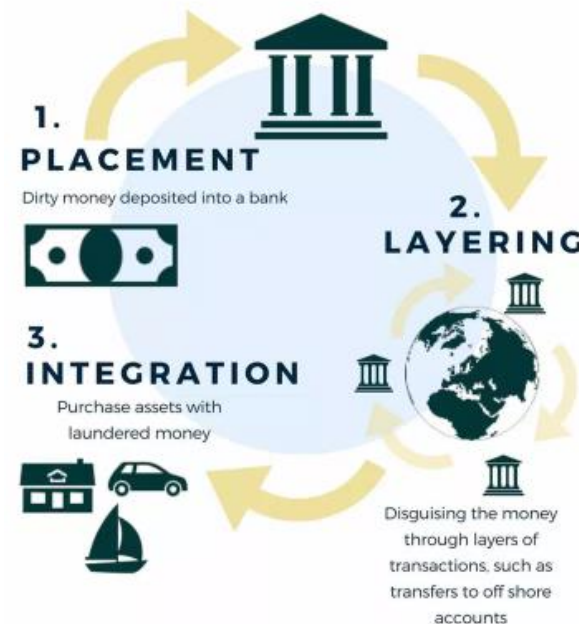 1.
PLACEMENT
Dirty money deposited into a bank
2.
LAYERING
3.
INTEGRATION
Purchase assets with
laundered money
Disguising the money
through layers of
transactions, such as
transfers to off shore
accounts